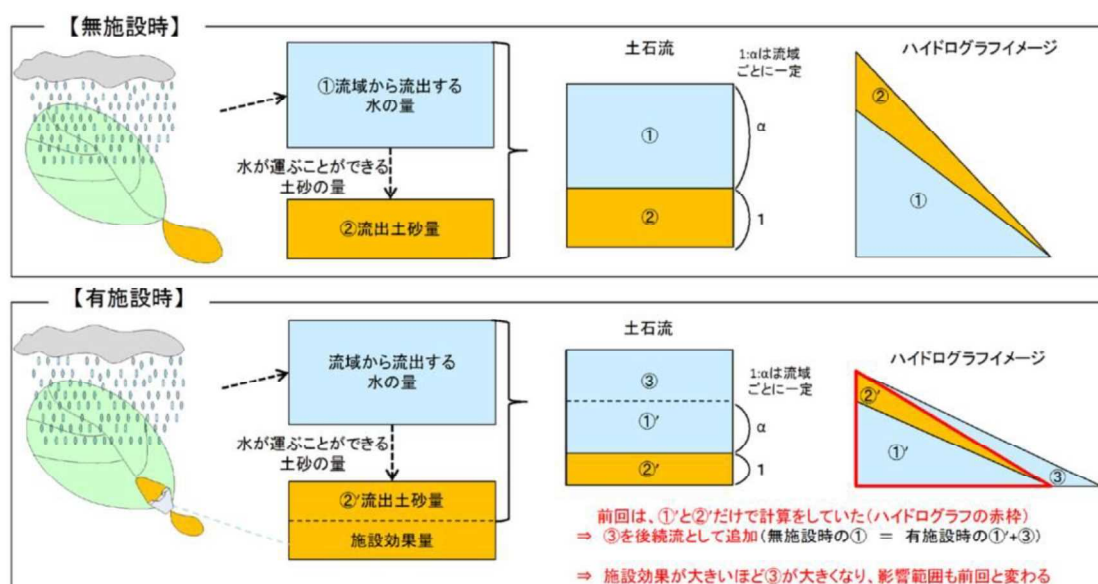 【無施設時】
①流域から流出する
水の量
水が運ぶことができる
土砂の量
②流出土砂量
土石流
1:αは流域
ごとに一定
①
α
②
1
ハイドログラフイメージ
②
①
【有施設時】
流域から流出する
水の量
水が運ぶことができる
土砂の量
②'流出土砂量
施設効果量
土石流
1:αは流域
ごとに一定
③
①'
α
②'
1
ハイドログラフイメージ
②'
①'
③
前回は、①'と②'だけで計算をしていた(ハイドログラフの赤枠)
⇒ ③を後続流として追加(無施設時の① = 有施設時の①'+③)
⇒ 施設効果が大きいほど③が大きくなり、影響範囲も前回と変わる